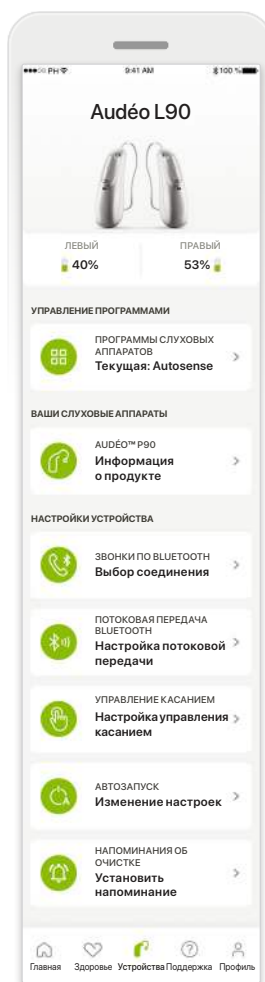 PH
9:41 AM
100 %
Audéo L90
ЛЕВЫЙ
ПРАВЫЙ
40%
53%
УПРАВЛЕНИЕ ПРОГРАММАМИ
ПРОГРАММЫ СЛУХОВЫХ
АППАРАТОВ
Текущая: Autosense
ВАШИ СЛУХОВЫЕ АППАРАТЫ
AUDÉO™ P90
Информация
о продукте
НАСТРОЙКИ УСТРОЙСТВА
ЗВОНКИ ПО BLUETOOTH
Выбор соединения
ПОТОКОВАЯ ПЕРЕДАЧА
BLUETOOTH
Настройка потоковой
передачи
УПРАВЛЕНИЕ КАСАНИЕМ
Настройка управления
касанием
АВТОЗАПУСК
Изменение настроек
НАПОМИНАНИЯ ОБ
ОЧИСТКЕ
Установить
напоминание
Главная Здоровье Устройства Поддержка Профиль